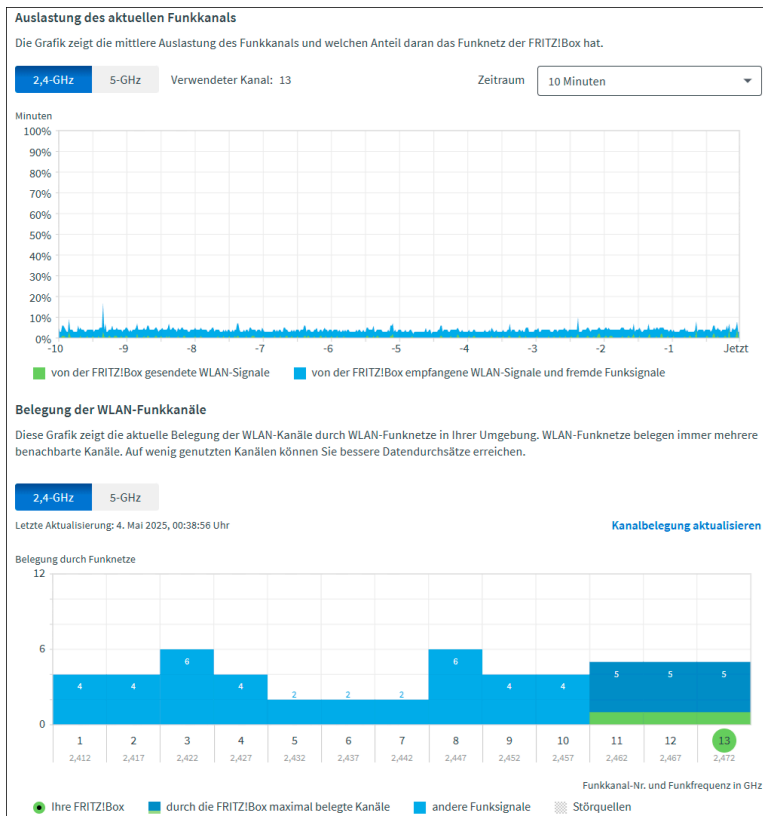 Auslastung des aktuellen Funkkanals
Die Grafik zeigt die mittlere Auslastung des Funkkanals und welchen Anteil daran das Funknetz der FRITZ!Box hat.
2,4-GHz 5-GHz Verwendeter Kanal: 13 Zeitraum 10 Minuten
Minuten
100%
90%
80%
70%
60%
50%
40%
30%
20%
10%
0%
-10 -9 -8 -7 -6 -5 -4 -3 -2 -1 Jetzt
von der FRITZ!Box gesendete WLAN-Signale von der FRITZ!Box empfangene WLAN-Signale und fremde Funksignale
Belegung der WLAN-Funkkanäle
Diese Grafik zeigt die aktuelle Belegung der WLAN-Kanäle durch WLAN-Funknetze in Ihrer Umgebung. WLAN-Funknetze belegen immer mehrere
benachbarte Kanäle. Auf wenig genutzten Kanälen können Sie bessere Datendurchsätze erreichen.
2,4-GHz 5-GHz
Letzte Aktualisierung: 4. Mai 2025, 00:38:56 Uhr Kanalbelegung aktualisieren
Belegung durch Funknetze
12
6
0
4 4 6 4 2 2 2 6 4 4 5 5 5
1 2 3 4 5 6 7 8 9 10 11 12 13
2,412 2,417 2,422 2,427 2,432 2,437 2,442 2,447 2,452 2,457 2,462 2,467 2,472
Funkkanal-Nr. und Funkfrequenz in GHz
Ihre FRITZ!Box durch die FRITZ!Box maximal belegte Kanäle andere Funksignale Störquellen